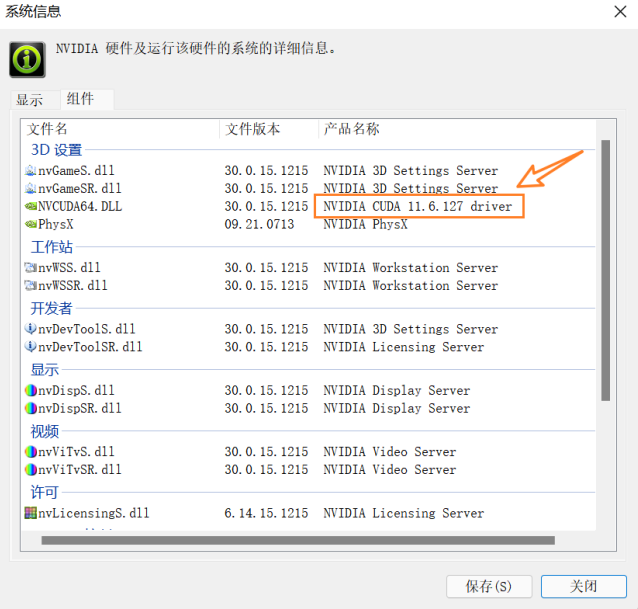 系统信息
NVIDIA 硬件及运行该硬件的系统的详细信息。
显示 组件
文件名 文件版本 产品名称
3D 设置
nvGameS.dll 30.0.15.1215 NVIDIA 3D Settings Server
nvGameSR.dll 30.0.15.1215 NVIDIA 3D Settings Server
NVCUDA64.DLL 30.0.15.1215 NVIDIA CUDA 11.6.127 driver
PhysX 09.21.0713 NVIDIA PhysX
工作站
nvWSS.dll 30.0.15.1215 NVIDIA Workstation Server
nvWSSR.dll 30.0.15.1215 NVIDIA Workstation Server
开发者
nvDevToolS.dll 30.0.15.1215 NVIDIA 3D Settings Server
nvDevToolSR.dll 30.0.15.1215 NVIDIA Licensing Server
显示
nvDispS.dll 30.0.15.1215 NVIDIA Display Server
nvDispSR.dll 30.0.15.1215 NVIDIA Display Server
视频
nvViTvS.dll 30.0.15.1215 NVIDIA Video Server
nvViTvSR.dll 30.0.15.1215 NVIDIA Video Server
许可
nvLicensingS.dll 6.14.15.1215 NVIDIA Licensing Server
保存(S) 关闭